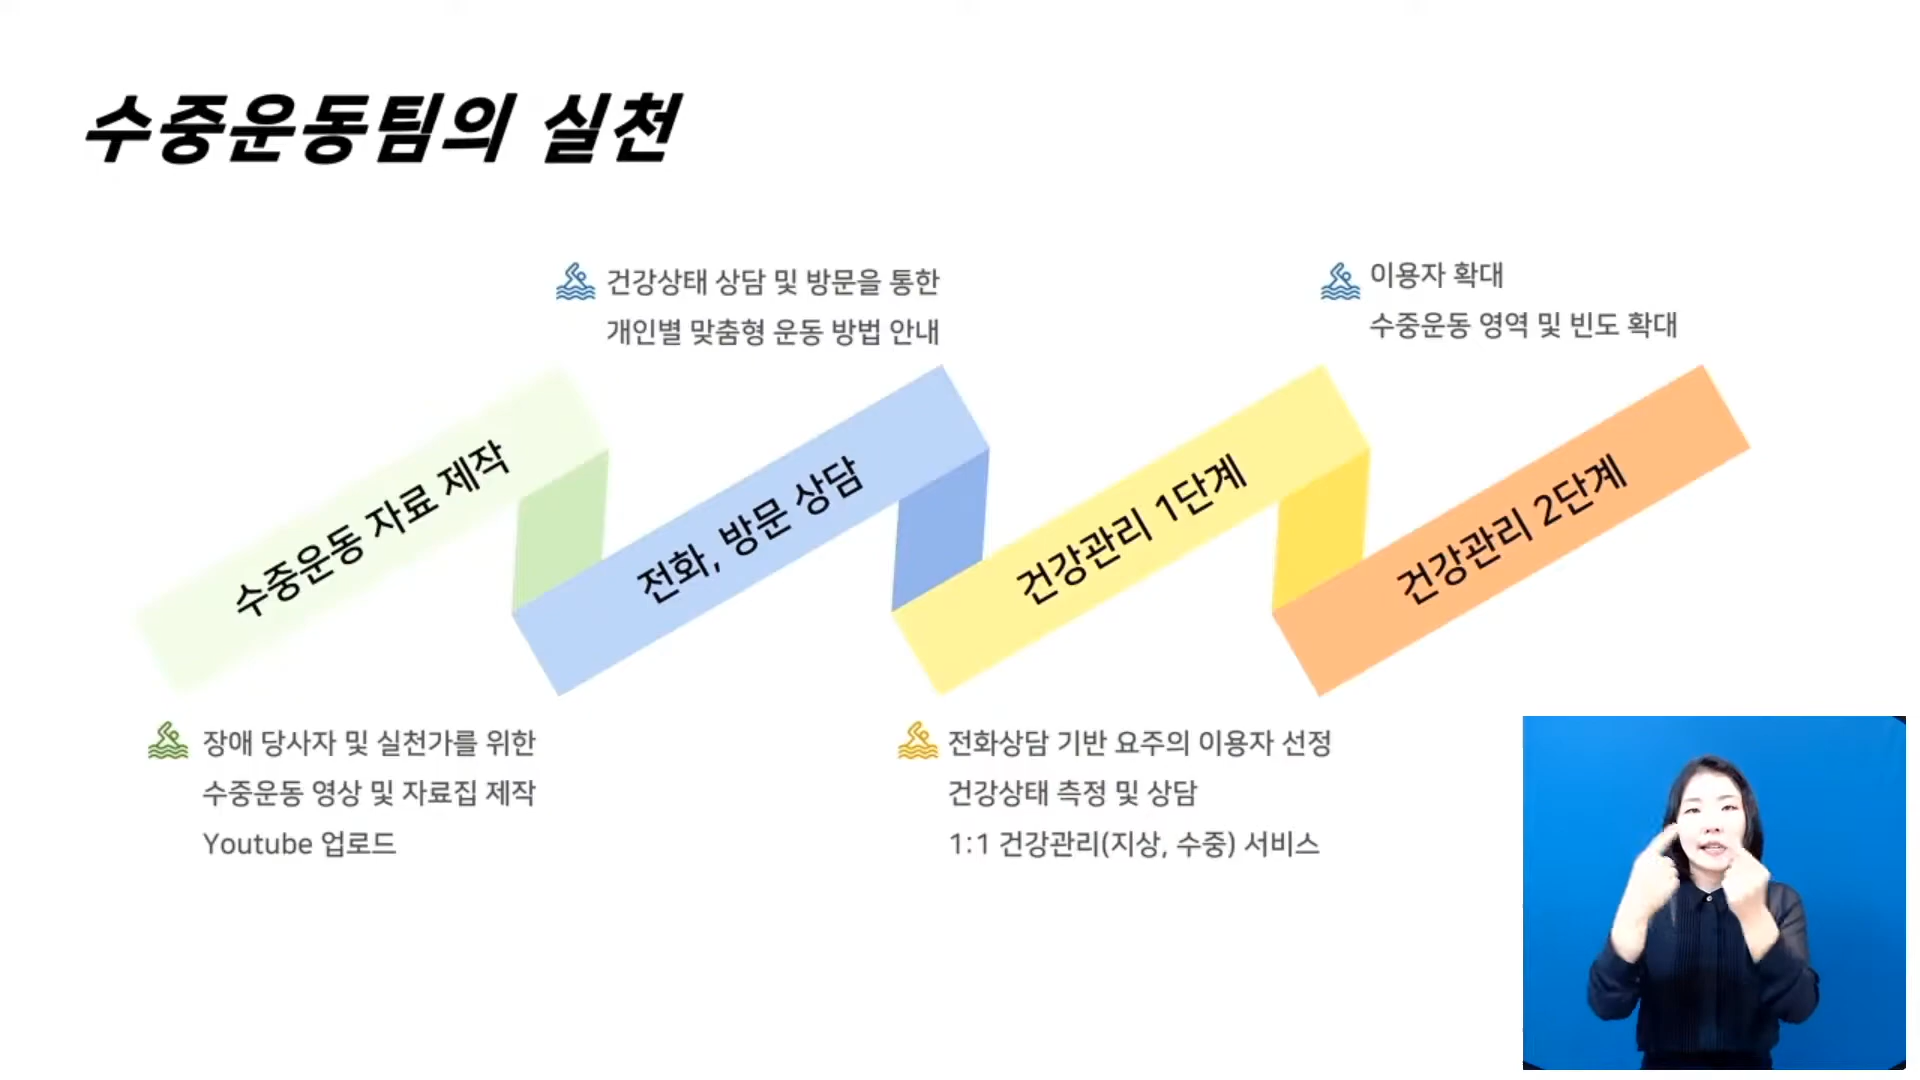 수중운동팀의 실천
건강상태 상담 및 방문을 통한
개인별 맞춤형 운동 방법 안내
이용자 확대
수중운동 영역 및 빈도 확대
수중운동 자료 제작
전화, 방문 상담
건강관리 1단계
건강관리 2단계
장애 당사자 및 실천가를 위한
수중운동 영상 및 자료집 제작
Youtube 업로드
전화상담 기반 요주의 이용자 선정
건강상태 측정 및 상담
1:1 건강관리(지상, 수중) 서비스